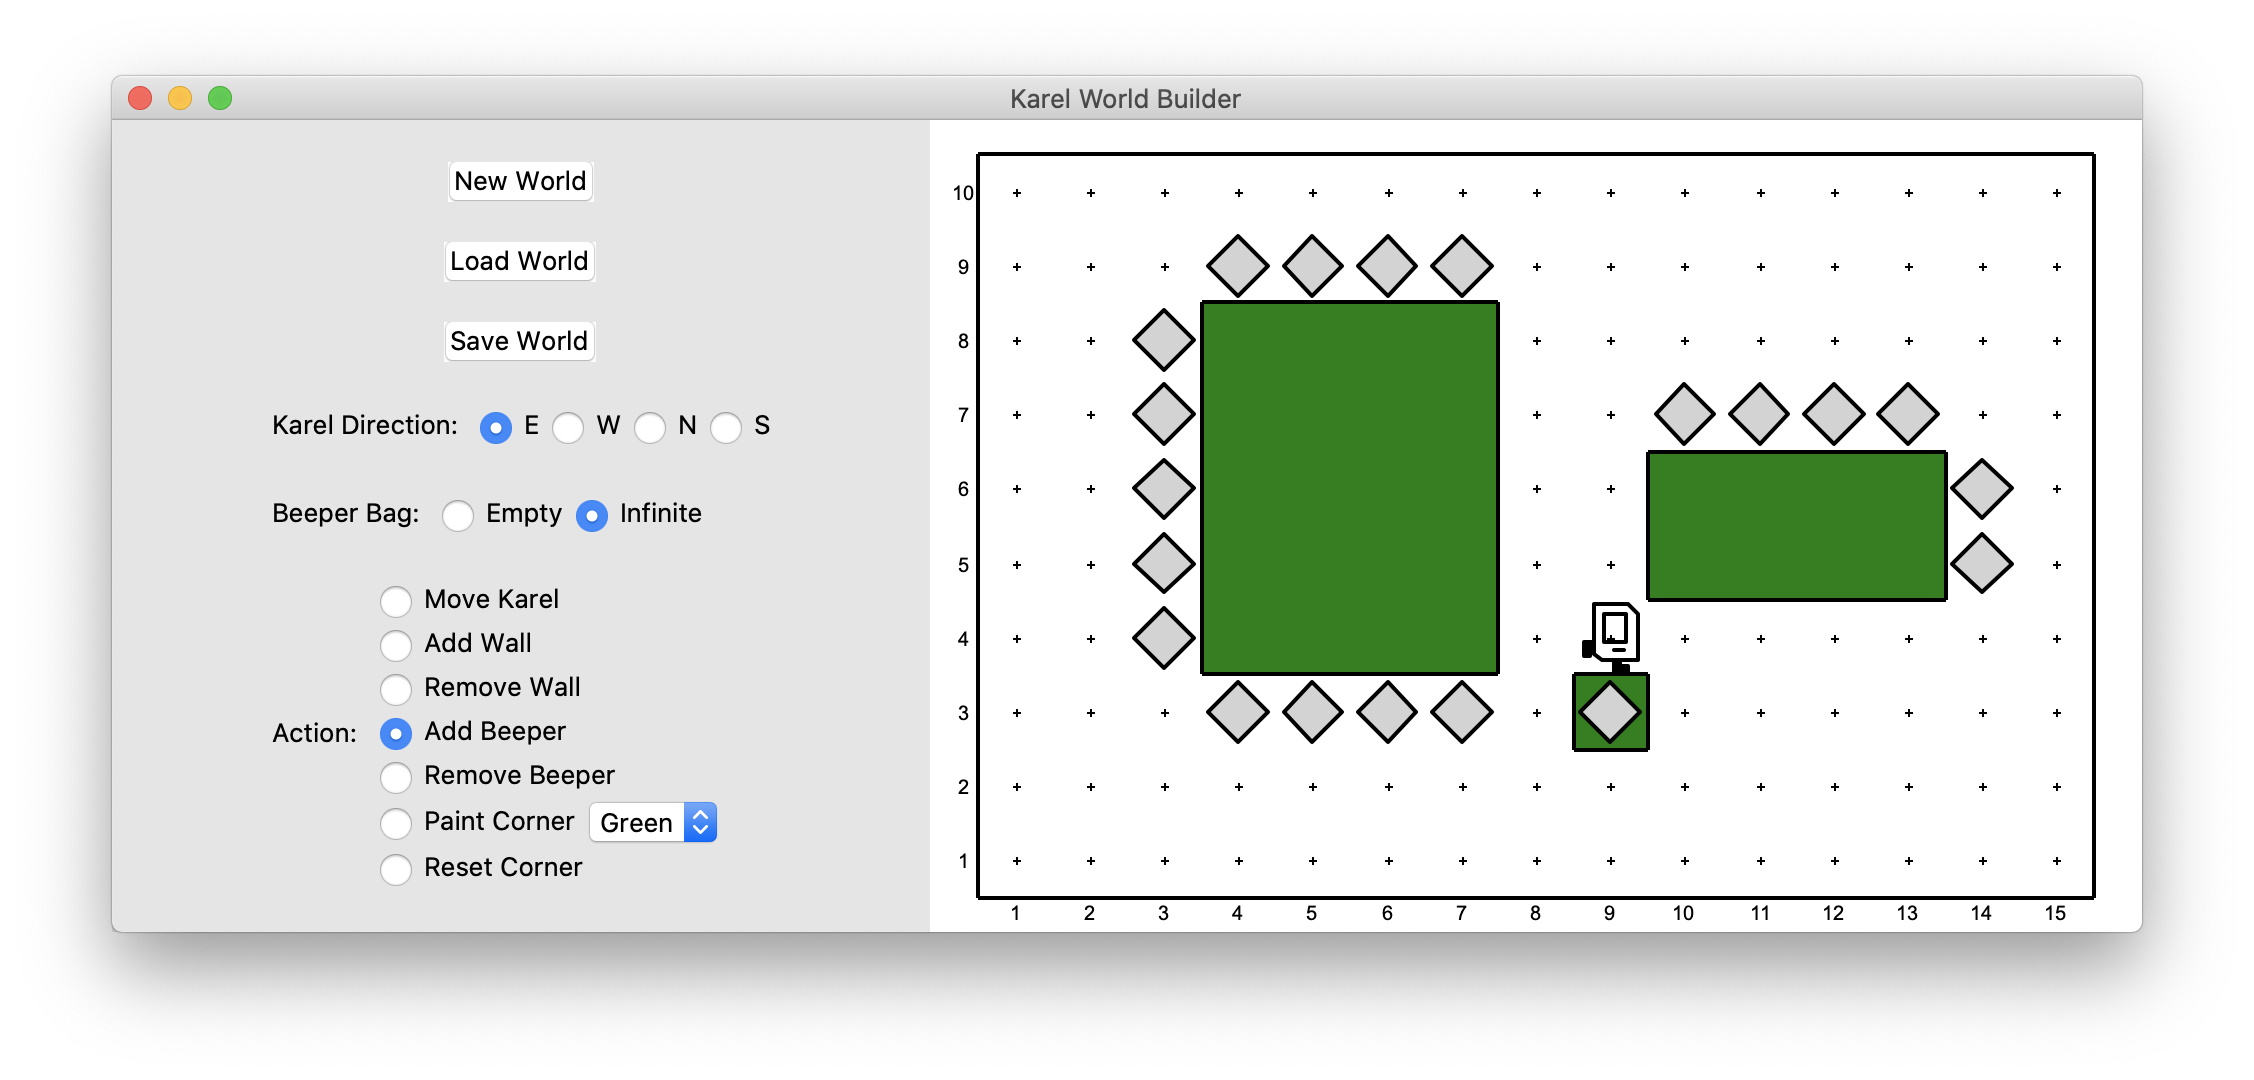 Karel World Builder
New World
Load World
Save World
Karel Direction: E W N S
Beeper Bag: Empty Infinite
Action:
Move Karel
Add Wall
Remove Wall
Add Beeper
Remove Beeper
Paint Corner Green
Reset Corner
10
9
8
7
6
5
4
3
2
1
1 2 3 4 5 6 7 8 9 10 11 12 13 14 15